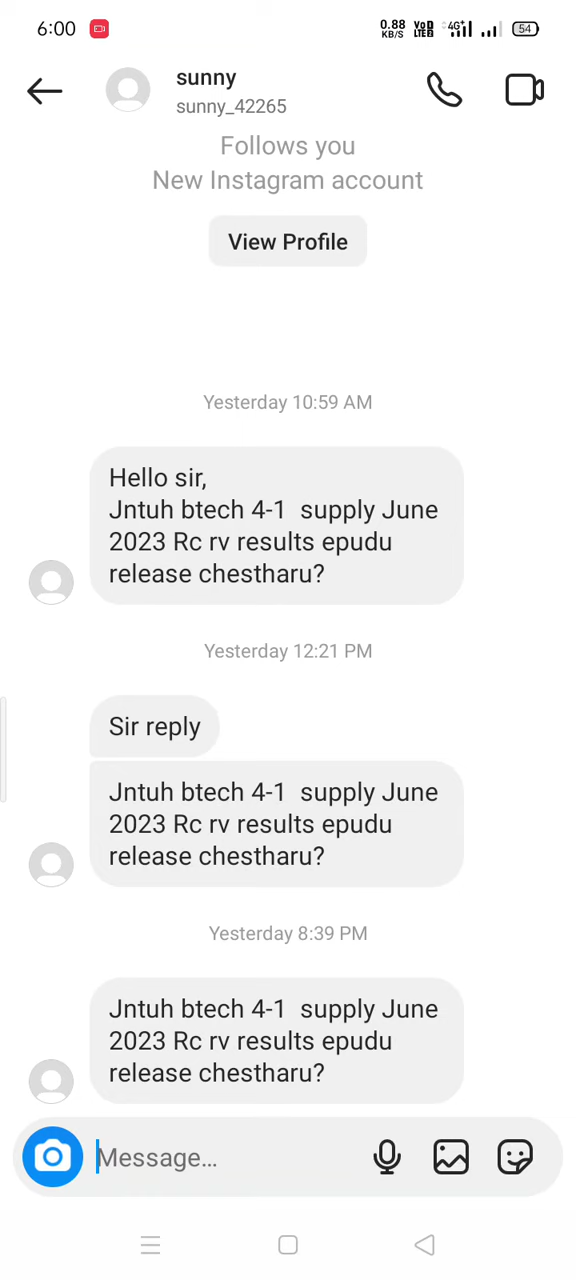 6:00
0.88 KB/S VoD LTE2 4G+ 54
sunny
sunny_42265
Follows you
New Instagram account
View Profile
Yesterday 10:59 AM
Hello sir,
Jntuh btech 4-1 supply June
2023 Rc rv results epudu
release chestharu?
Yesterday 12:21 PM
Sir reply
Jntuh btech 4-1 supply June
2023 Rc rv results epudu
release chestharu?
Yesterday 8:39 PM
Jntuh btech 4-1 supply June
2023 Rc rv results epudu
release chestharu?
Message...